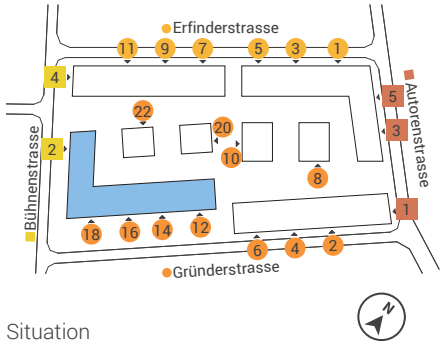 Erfinderstrasse
11 9 7 5 3 1
4
5
Autorenstrasse
3
22
20
2
10
8
Bühnenstrasse
1
18 16 14 12
6 4 2
Gründerstrasse
N
Situation